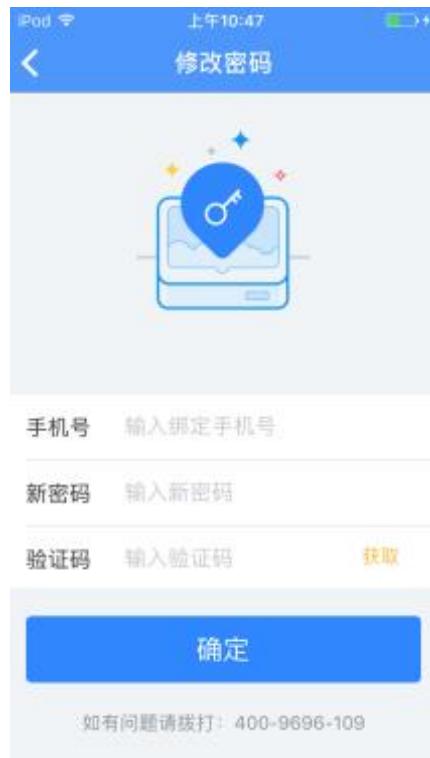 iPod 上午10:47
修改密码
手机号 输入绑定手机号
新密码 输入新密码
验证码 输入验证码 获取
确定
如有问题请拨打：400-9696-109